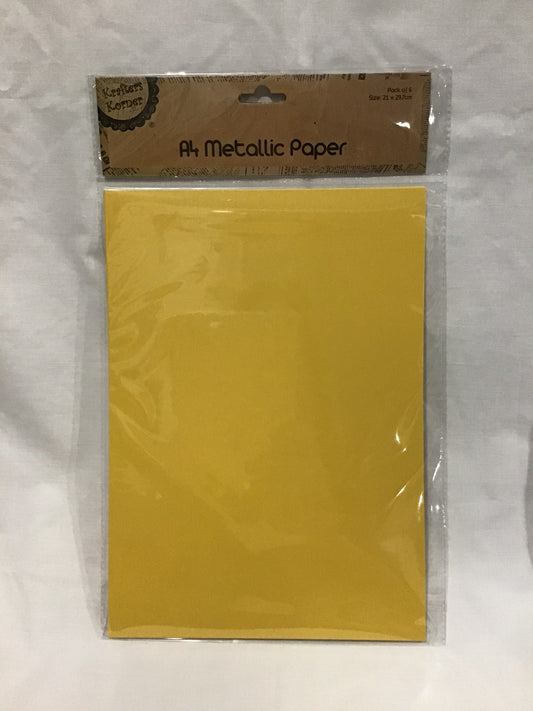 Krafters
Korner
Pack of 6
Size: 21 x 29.7cm
A4 Metallic Paper